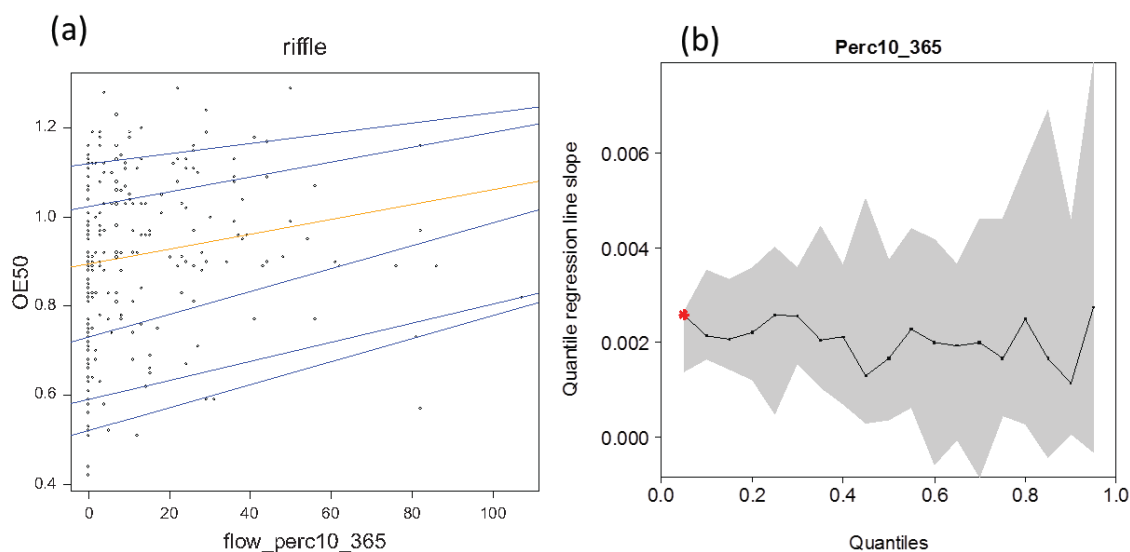 (a)
riffle
OE50
1.2
1.0
0.8
0.6
0.4
0 20 40 60 80 100
flow_perc10_365
(b)
Perc10_365
Quantile regression line slope
0.006
0.004
0.002
0.000
0.0 0.2 0.4 0.6 0.8 1.0
Quantiles